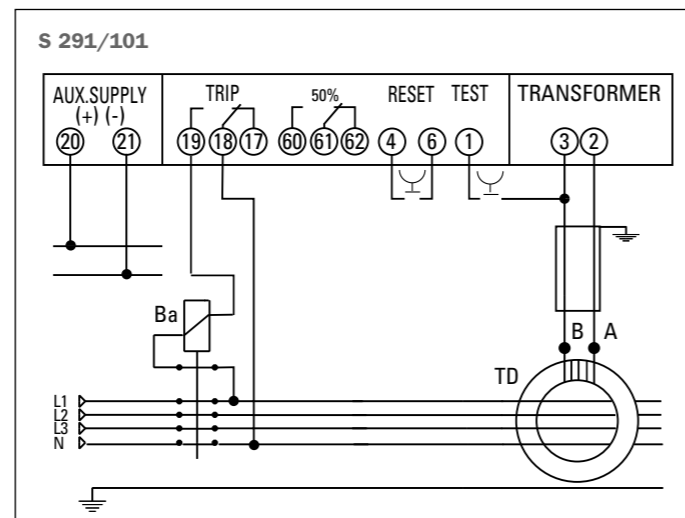 S 291/101
AUX.SUPPLY TRIP 50% RESET TEST TRANSFORMER
(+) (-)
20 21 19 18 17 60 61 62 4 6 1 3 2
Ba
B A
TD
L1
L2
L3
N